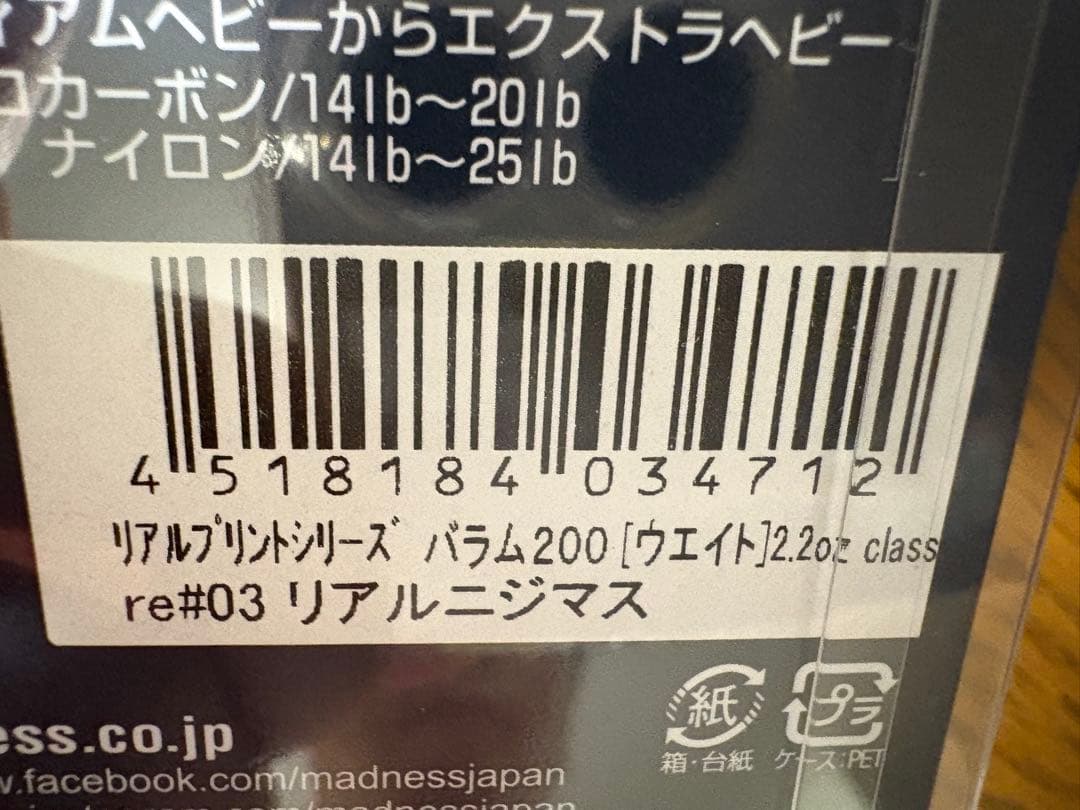 ィアムヘビーからエクストラヘビー
ロカーボン/14lb〜20lb
ナイロン/14lb〜25lb
4 518184 034712
リアルプリントシリーズ バラム200 [ウエイト]2.2oz class
re#03 リアルニジマス
紙 プラ
箱・台紙 ケース:PET
ess.co.jp
w.facebook.com/madnessjapan